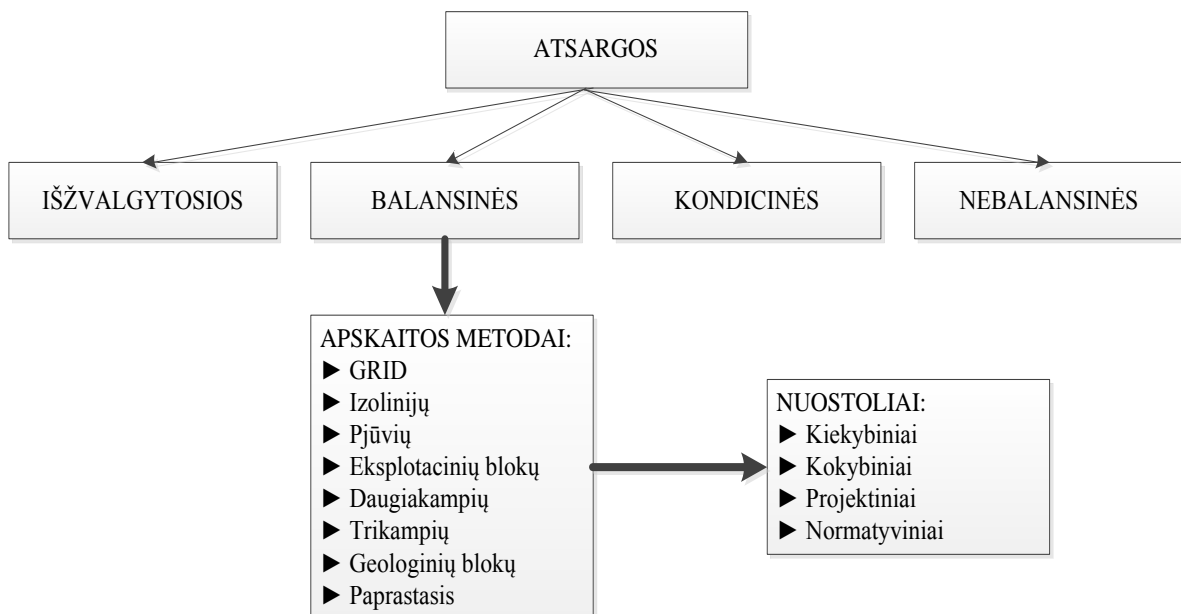 ATSARGOS
IŠŽVALGYTOSIOS
BALANSINĖS
KONDICINĖS
NEBALANSINĖS
APSKAITOS METODAI:
► GRID
► Izolinijų
► Pjūvių
► Eksplotacinių blokų
► Daugiakampių
► Trikampių
► Geologinių blokų
► Paprastasis
NUOSTOLIAI:
► Kiekybiniai
► Kokybiniai
► Projektiniai
► Normatyviniai